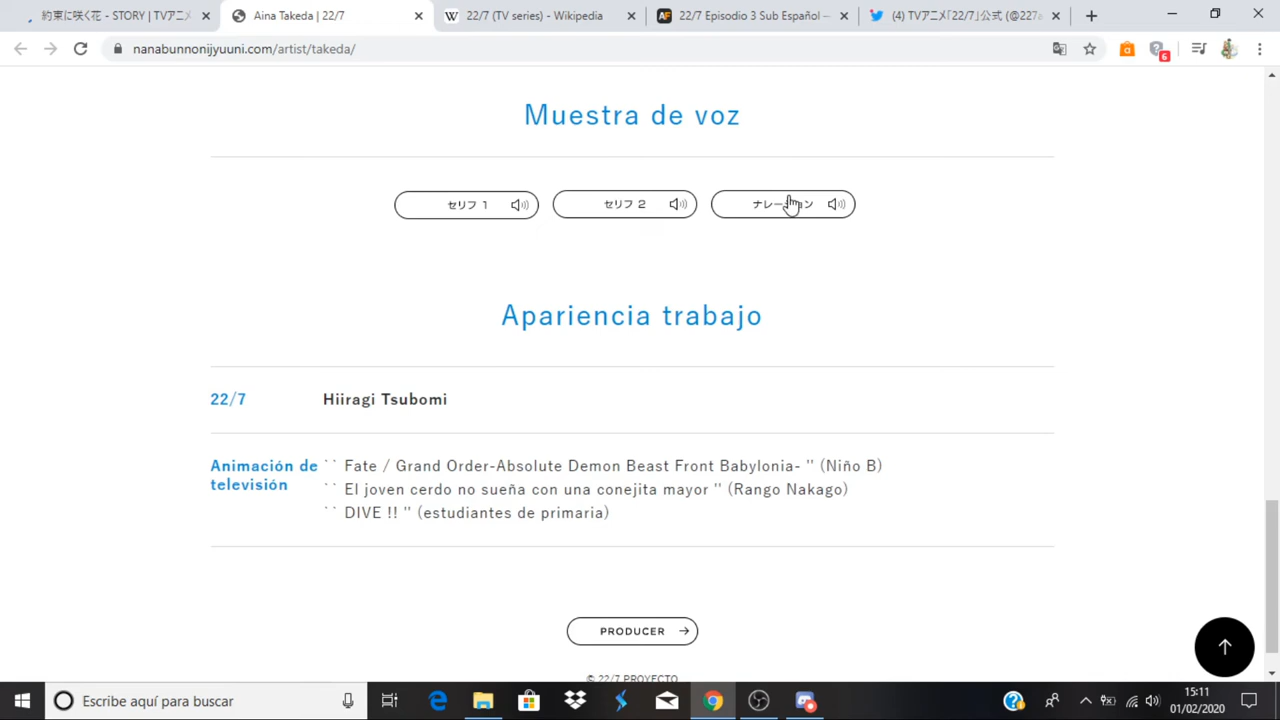 約束に咲く花 - STORY | TVアニメ
Aina Takeda | 22/7
22/7 (TV series) - Wikipedia
22/7 Episodio 3 Sub Español —
(4) TVアニメ「22/7」公式 (@227a
nanabunnonijyuuni.com/artist/takeda/
6
Muestra de voz
セリフ 1
セリフ 2
ナレーション
Apariencia trabajo
22/7
Hiiragi Tsubomi
Animación de
televisión
`` Fate / Grand Order-Absolute Demon Beast Front Babylonia- '' (Niño B)
`` El joven cerdo no sueña con una conejita mayor '' (Rango Nakago)
`` DIVE !! '' (estudiantes de primaria)
PRODUCER
© 22/7 PROYECTO
Escribe aquí para buscar
15:11
01/02/2020